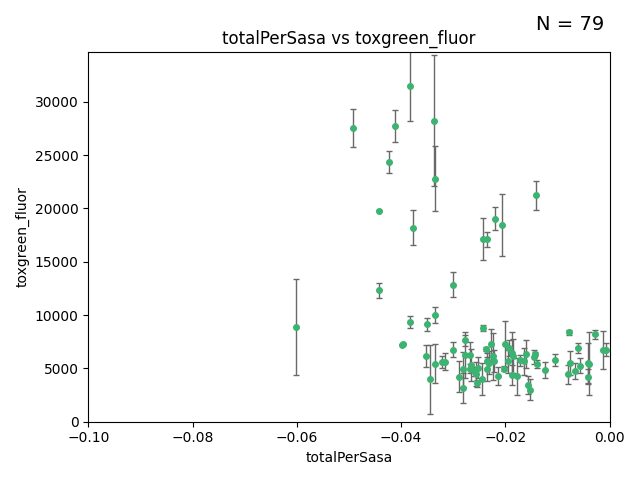 N = 79
totalPerSasa vs toxgreen_fluor
toxgreen_fluor
30000
25000
20000
15000
10000
5000
0
−0.10 −0.08 −0.06 −0.04 −0.02 0.00
totalPerSasa